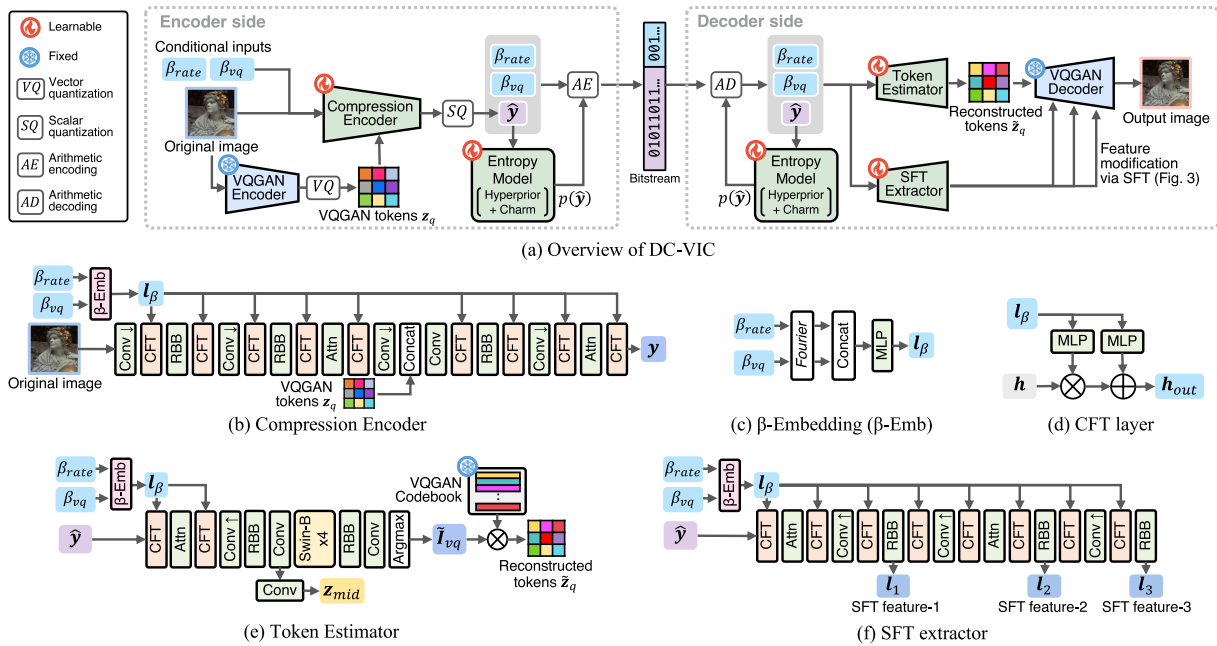 Learnable
Fixed
VQ Vector quantization
SQ Scalar quantization
AE Arithmetic encoding
AD Arithmetic decoding
Encoder side
Conditional inputs
β_rate β_vq
Original image
VQGAN Encoder
VQ
VQGAN tokens z_q
Compression Encoder
SQ
β_rate
β_vq
ŷ
Entropy Model
Hyperprior + Charm
p(ŷ)
AE
001...
01011011...
Bitstream
Decoder side
AD
β_rate
β_vq
ŷ
Entropy Model
Hyperprior + Charm
p(ŷ)
Token Estimator
Reconstructed tokens z̃_q
VQGAN Decoder
Output image
SFT Extractor
Feature modification via SFT (Fig. 3)
(a) Overview of DC-VIC
β_rate
β_vq
β-Emb
l_β
Original image
Conv↓ CFT RBB CFT Conv↓ RBB CFT Attn CFT Conv↓ Concat Conv CFT RBB CFT Conv↓ CFT Attn CFT
y
VQGAN tokens z_q
(b) Compression Encoder
β_rate
β_vq
Fourier
Concat
MLP
l_β
(c) β-Embedding (β-Emb)
l_β
MLP MLP
h
h_out
(d) CFT layer
β_rate
β_vq
β-Emb
l_β
ŷ
CFT Attn CFT Conv↑ RBB Conv Swin-B x4 RBB Conv Argmax
Conv
z_mid
Ĩ_vq
VQGAN Codebook
Reconstructed tokens z̃_q
(e) Token Estimator
β_rate
β_vq
β-Emb
l_β
ŷ
CFT Attn CFT Conv↑ CFT RBB CFT Conv↑ CFT Attn CFT RBB CFT Conv↑ CFT RBB
l_1
SFT feature-1
l_2
SFT feature-2
l_3
SFT feature-3
(f) SFT extractor